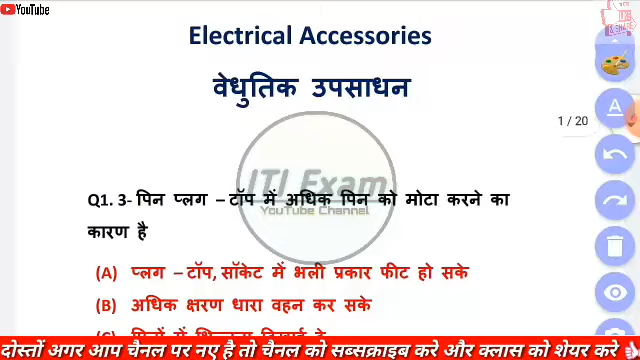 YouTube
LIKE
& SHARE
Electrical Accessories
वेधुतिक उपसाधन
1 / 20
ITI Exam
YouTube Channel
Q1. 3- पिन प्लग – टॉप में अधिक पिन को मोटा करने का
कारण है
(A) प्लग – टॉप, सॉकेट में भली प्रकार फीट हो सके
(B) अधिक क्षरण धारा वहन कर सके
दोस्तों अगर आप चैनल पर नए है तो चैनल को सब्सक्राइब करे और क्लास को शेयर करे